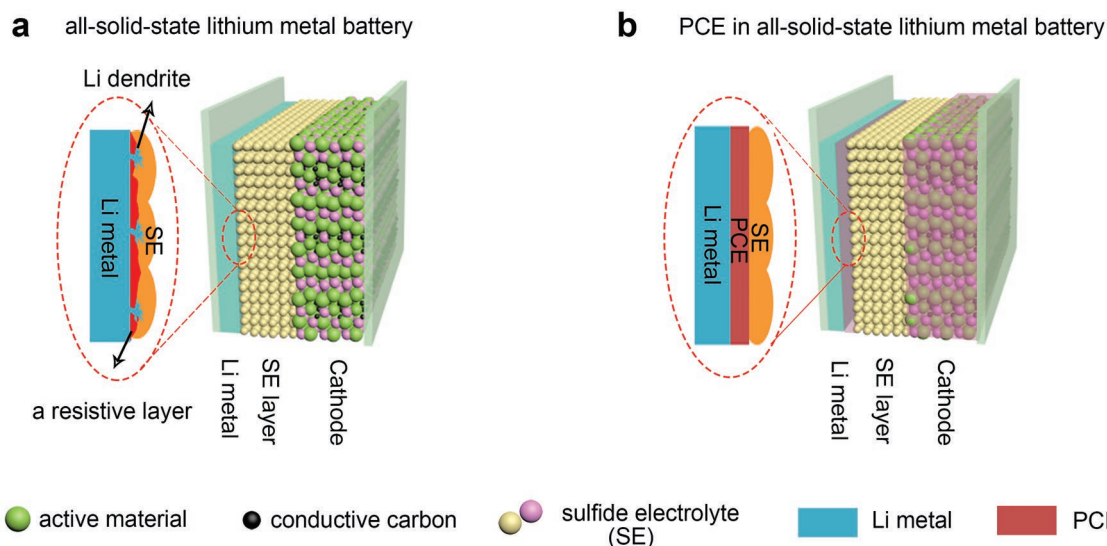 a all-solid-state lithium metal battery
Li dendrite
Li metal
SE
a resistive layer
Li metal
SE layer
Cathode
b PCE in all-solid-state lithium metal battery
Li metal
PCE
SE
Li metal
SE layer
Cathode
active material
conductive carbon
sulfide electrolyte
(SE)
Li metal
PC